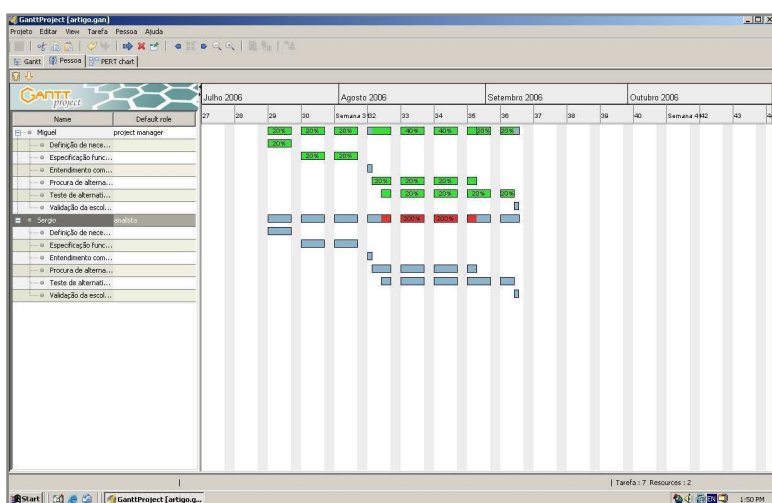 GanttProject [artigo.gan]
Projeto Editar View Tarefa Pessoa Ajuda
Gantt Pessoa PERT chart
GANTT project
Julho 2006 Agosto 2006 Setembro 2006 Outubro 2006
Name Default role
27 28 29 30 Semana 31 32 33 34 35 36 37 38 39 40 Semana 41 42 43
Miguel project manager 20% 20% 20% 40% 40% 20% 20%
Definição de nece... 20%
Especificação func... 20% 20%
Entendimento com...
Procura de alterna... 20% 20% 20%
Teste de alternati... 20% 20% 20% 20%
Validação da escol...
Sergio analista 200% 200%
Definição de nece...
Especificação func...
Entendimento com...
Procura de alterna...
Teste de alternati...
Validação da escol...
Tarefa : 7 Resources : 2
Start GanttProject [artigo.g... EN 1:50 PM